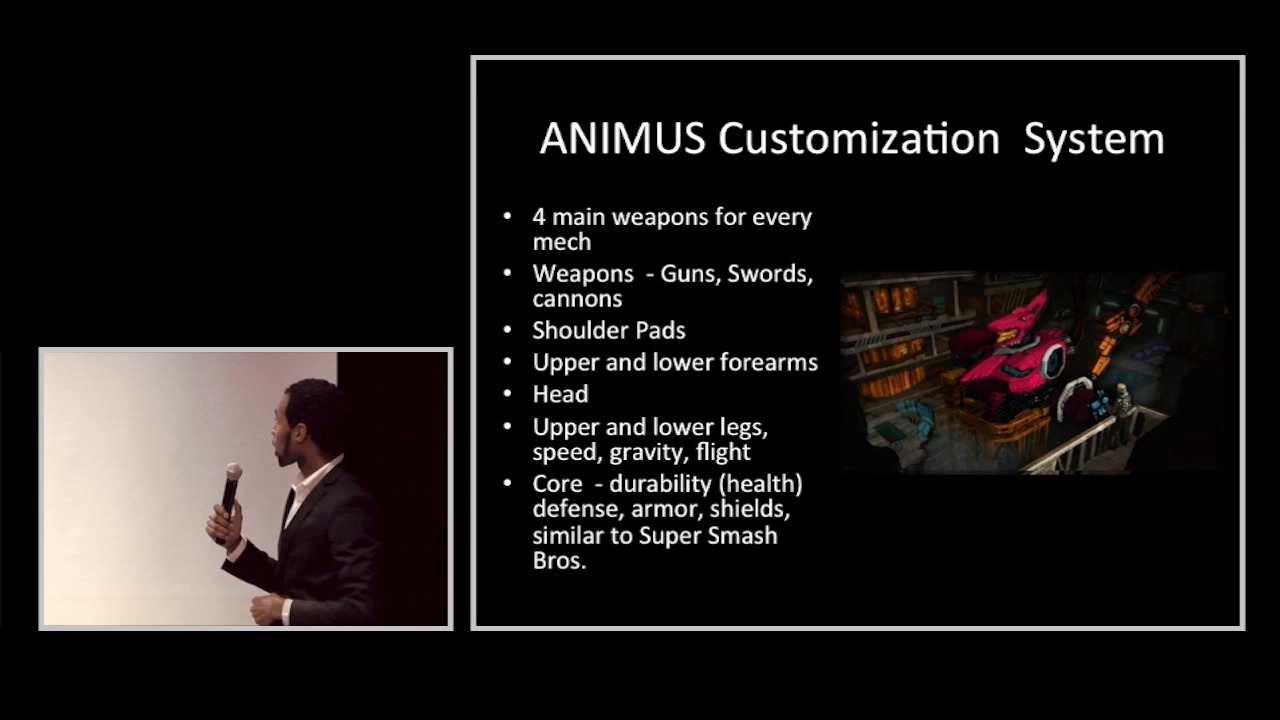 ANIMUS Customization System
• 4 main weapons for every
mech
• Weapons - Guns, Swords,
cannons
• Shoulder Pads
• Upper and lower forearms
• Head
• Upper and lower legs,
speed, gravity, flight
• Core - durability (health)
defense, armor, shields,
similar to Super Smash
Bros.